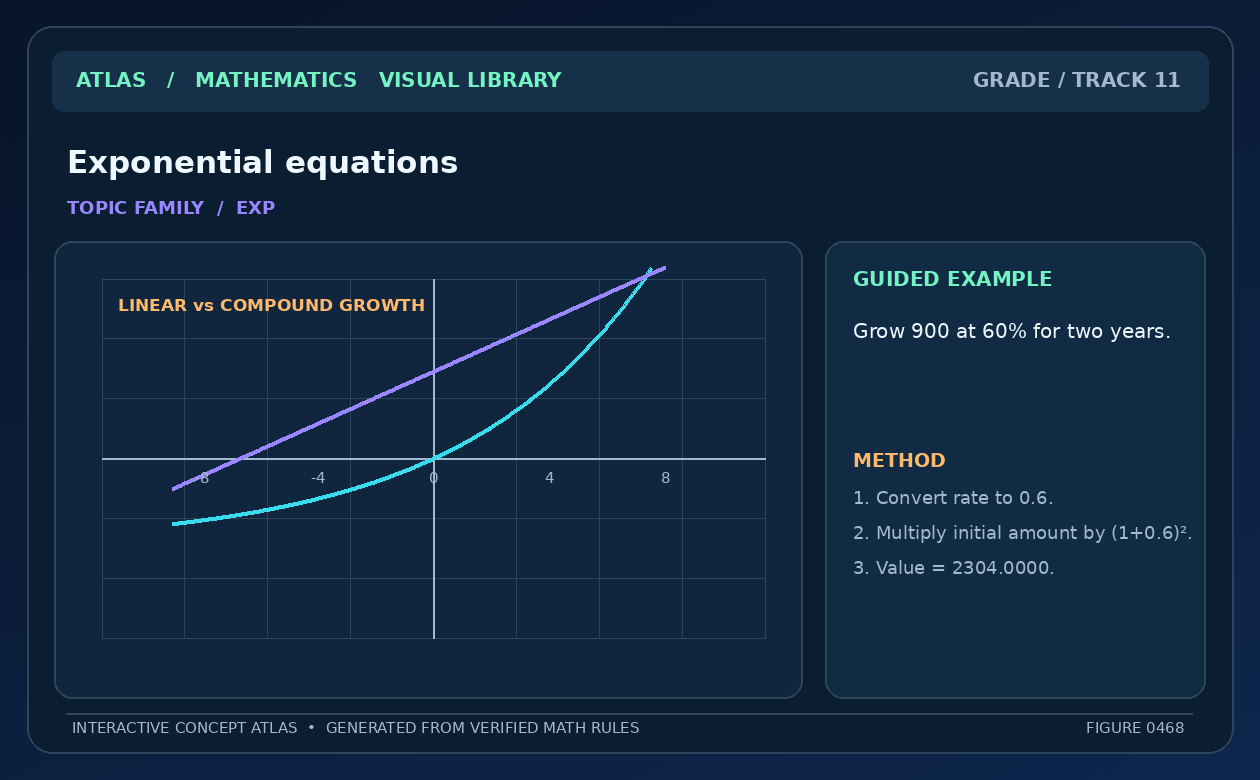 ATLAS / MATHEMATICS VISUAL LIBRARY
GRADE / TRACK 11
Exponential equations
TOPIC FAMILY / EXP
LINEAR vs COMPOUND GROWTH
-8 -4 0 4 8
GUIDED EXAMPLE
Grow 900 at 60% for two years.
METHOD
1. Convert rate to 0.6.
2. Multiply initial amount by (1+0.6)².
3. Value = 2304.0000.
INTERACTIVE CONCEPT ATLAS • GENERATED FROM VERIFIED MATH RULES
FIGURE 0468